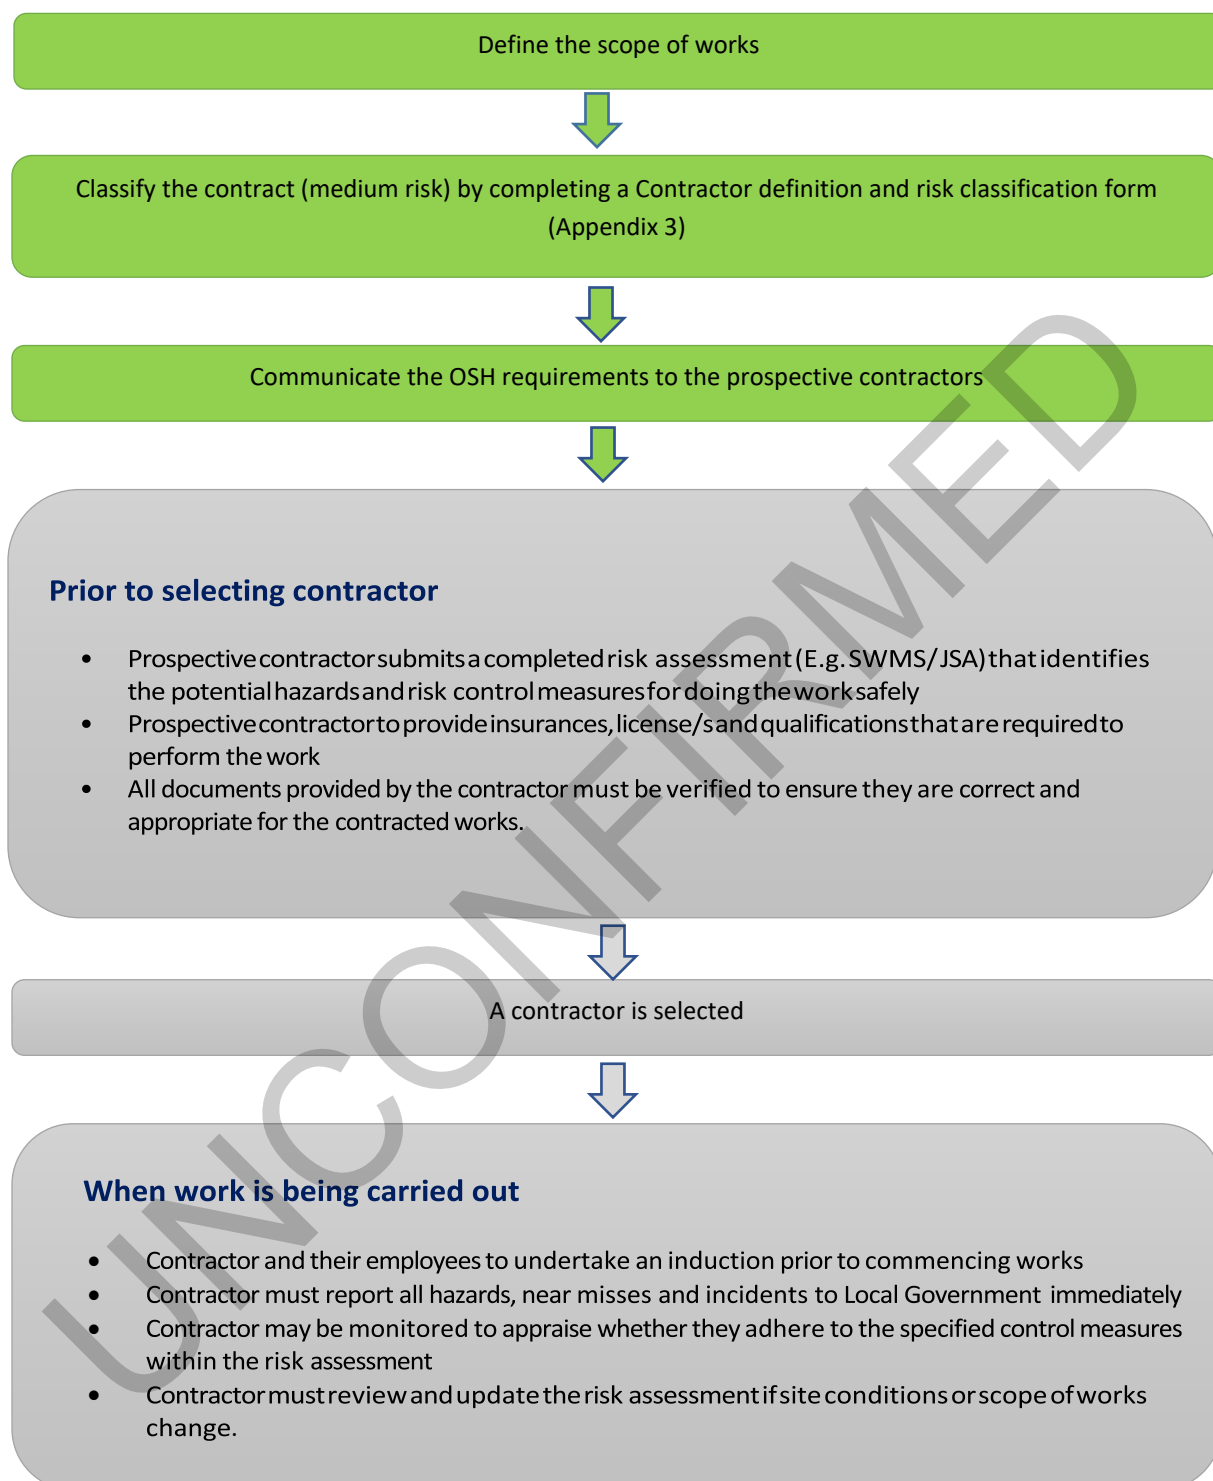 Define the scope of works
Classify the contract (medium risk) by completing a Contractor definition and risk classification form
(Appendix 3)
Communicate the OSH requirements to the prospective contractors
Prior to selecting contractor
• Prospective contractor submits a completed risk assessment (E.g. SWMS/JSA) that identifies
the potential hazards and risk control measures for doing the work safely
• Prospective contractor to provide insurances, license/s and qualifications that are required to
perform the work
• All documents provided by the contractor must be verified to ensure they are correct and
appropriate for the contracted works.
A contractor is selected
When work is being carried out
• Contractor and their employees to undertake an induction prior to commencing works
• Contractor must report all hazards, near misses and incidents to Local Government immediately
• Contractor may be monitored to appraise whether they adhere to the specified control measures
within the risk assessment
• Contractor must review and update the risk assessment if site conditions or scope of works
change.
UNCONFIRMED